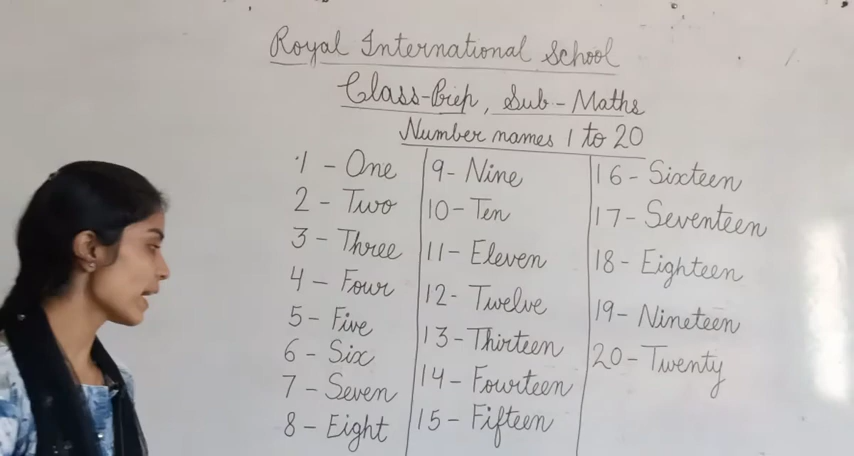 Royal International School
Class-Prep, Sub-Maths
Number names 1 to 20
1 - One
2 - Two
3 - Three
4 - Four
5 - Five
6 - Six
7 - Seven
8 - Eight
9 - Nine
10 - Ten
11 - Eleven
12 - Twelve
13 - Thirteen
14 - Fourteen
15 - Fifteen
16 - Sixteen
17 - Seventeen
18 - Eighteen
19 - Nineteen
20 - Twenty